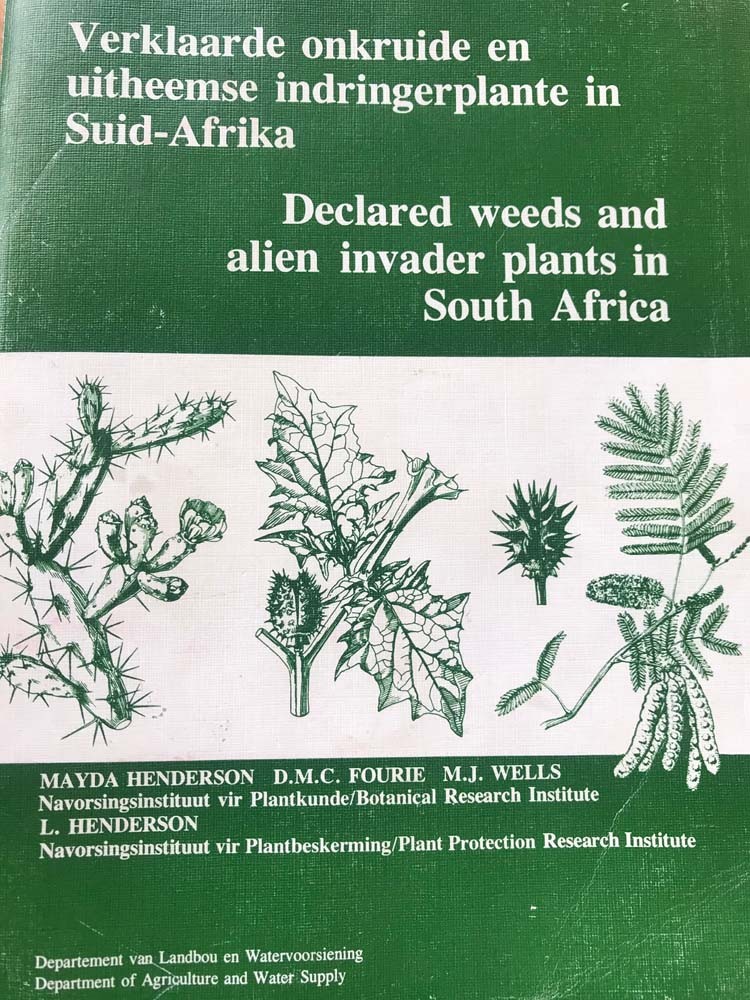 Verklaarde onkruide en
uitheemse indringerplante in
Suid-Afrika
Declared weeds and
alien invader plants in
South Africa
MAYDA HENDERSON D.M.C. FOURIE M.J. WELLS
Navorsingsinstituut vir Plantkunde/Botanical Research Institute
L. HENDERSON
Navorsingsinstituut vir Plantbeskerming/Plant Protection Research Institute
Departement van Landbou en Watervoorsiening
Department of Agriculture and Water Supply